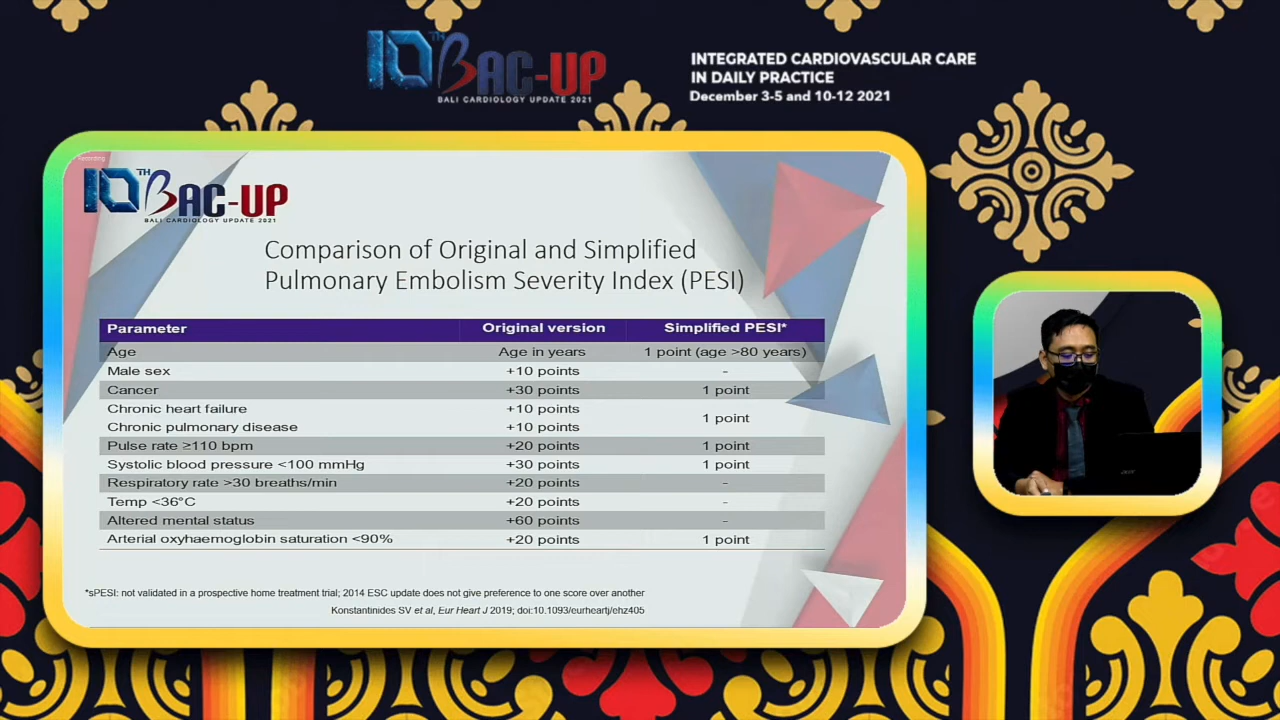 10TH BAC-UP
BALI CARDIOLOGY UPDATE 2021
INTEGRATED CARDIOVASCULAR CARE
IN DAILY PRACTICE
December 3-5 and 10-12 2021
Recording
10TH BAC-UP
BALI CARDIOLOGY UPDATE 2021
Comparison of Original and Simplified
Pulmonary Embolism Severity Index (PESI)
Parameter Original version Simplified PESI*
Age Age in years 1 point (age >80 years)
Male sex +10 points -
Cancer +30 points 1 point
Chronic heart failure +10 points
1 point
Chronic pulmonary disease +10 points
Pulse rate ≥110 bpm +20 points 1 point
Systolic blood pressure <100 mmHg +30 points 1 point
Respiratory rate >30 breaths/min +20 points -
Temp <36°C +20 points -
Altered mental status +60 points -
Arterial oxyhaemoglobin saturation <90% +20 points 1 point
*sPESI: not validated in a prospective home treatment trial; 2014 ESC update does not give preference to one score over another
Konstantinides SV et al, Eur Heart J 2019; doi:10.1093/eurheartj/ehz405
acer